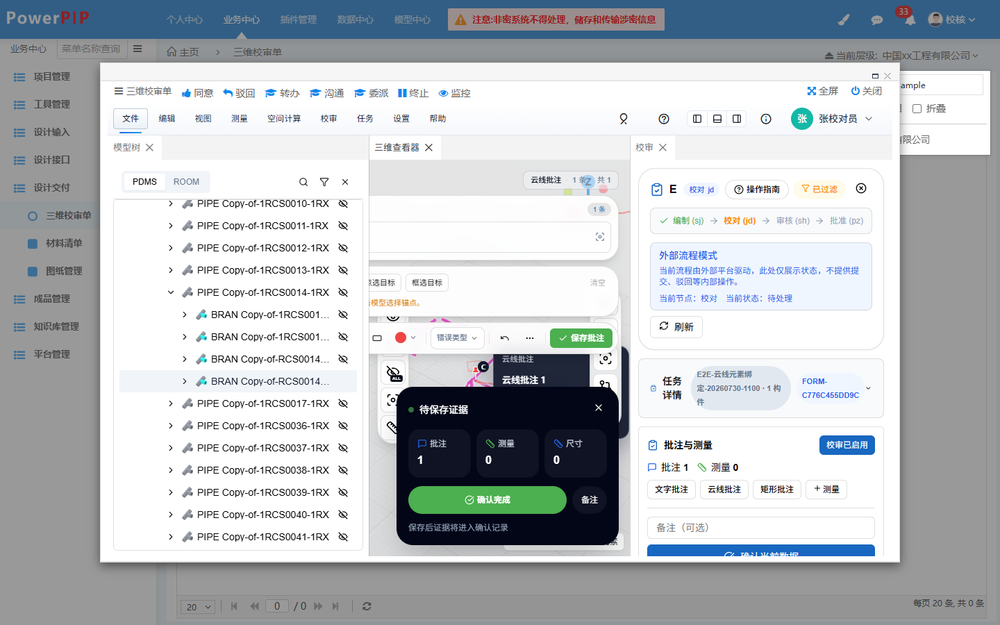 PowerPIP
个人中心
业务中心
插件管理
数据中心
模型中心
注意:非密系统不得处理，储存和传输涉密信息
33
校核
业务中心
菜单名称查询
主页
三维校审单
当前层级:
中国xx工程有限公司
项目管理
工具管理
设计输入
设计接口
设计交付
三维校审单
材料清单
图纸管理
成品管理
知识库管理
平台管理
ample
折叠
限公司
三维校审单
同意
驳回
转办
沟通
委派
终止
监控
全屏
关闭
文件
编辑
视图
测量
空间计算
校审
任务
设置
帮助
张
张校对员
模型树
PDMS
ROOM
PIPE Copy-of-1RCS0010-1RX
PIPE Copy-of-1RCS0011-1RX
PIPE Copy-of-1RCS0012-1RX
PIPE Copy-of-1RCS0013-1RX
PIPE Copy-of-1RCS0014-1RX
BRAN Copy-of-1RCS001...
BRAN Copy-of-1RCS001...
BRAN Copy-of-RCS0014...
BRAN Copy-of-RCS0014...
PIPE Copy-of-1RCS0017-1RX
PIPE Copy-of-1RCS0036-1RX
PIPE Copy-of-1RCS0037-1RX
PIPE Copy-of-1RCS0038-1RX
PIPE Copy-of-1RCS0039-1RX
PIPE Copy-of-1RCS0040-1RX
PIPE Copy-of-1RCS0041-1RX
三维查看器
云线批注
1 条
共 1
Z
1 条
点选目标
框选目标
清空
模型选择锚点。
错误类型
保存批注
ALL
C
云线批注
云线批注 1
待保存证据
批注
1
测量
0
尺寸
0
确认完成
备注
保存后证据将进入确认记录
校审
E
校对 jd
操作指南
已过滤
编制 (sj)
校对 (jd)
审核 (sh)
批准 (pz)
外部流程模式
当前流程由外部平台驱动，此处仅展示状态，不提供提
交、驳回等内部操作。
当前节点：校对
当前状态：待处理
刷新
任务
详情
E2E-云线元素绑
定-20260730-1100 · 1 构
件
FORM-
C776C455DD9C
批注与测量
校审已启用
批注 1
测量 0
文字批注
云线批注
矩形批注
测量
备注（可选）
确认当前数据
20
0
/ 0
每页 20 条, 共 0 条